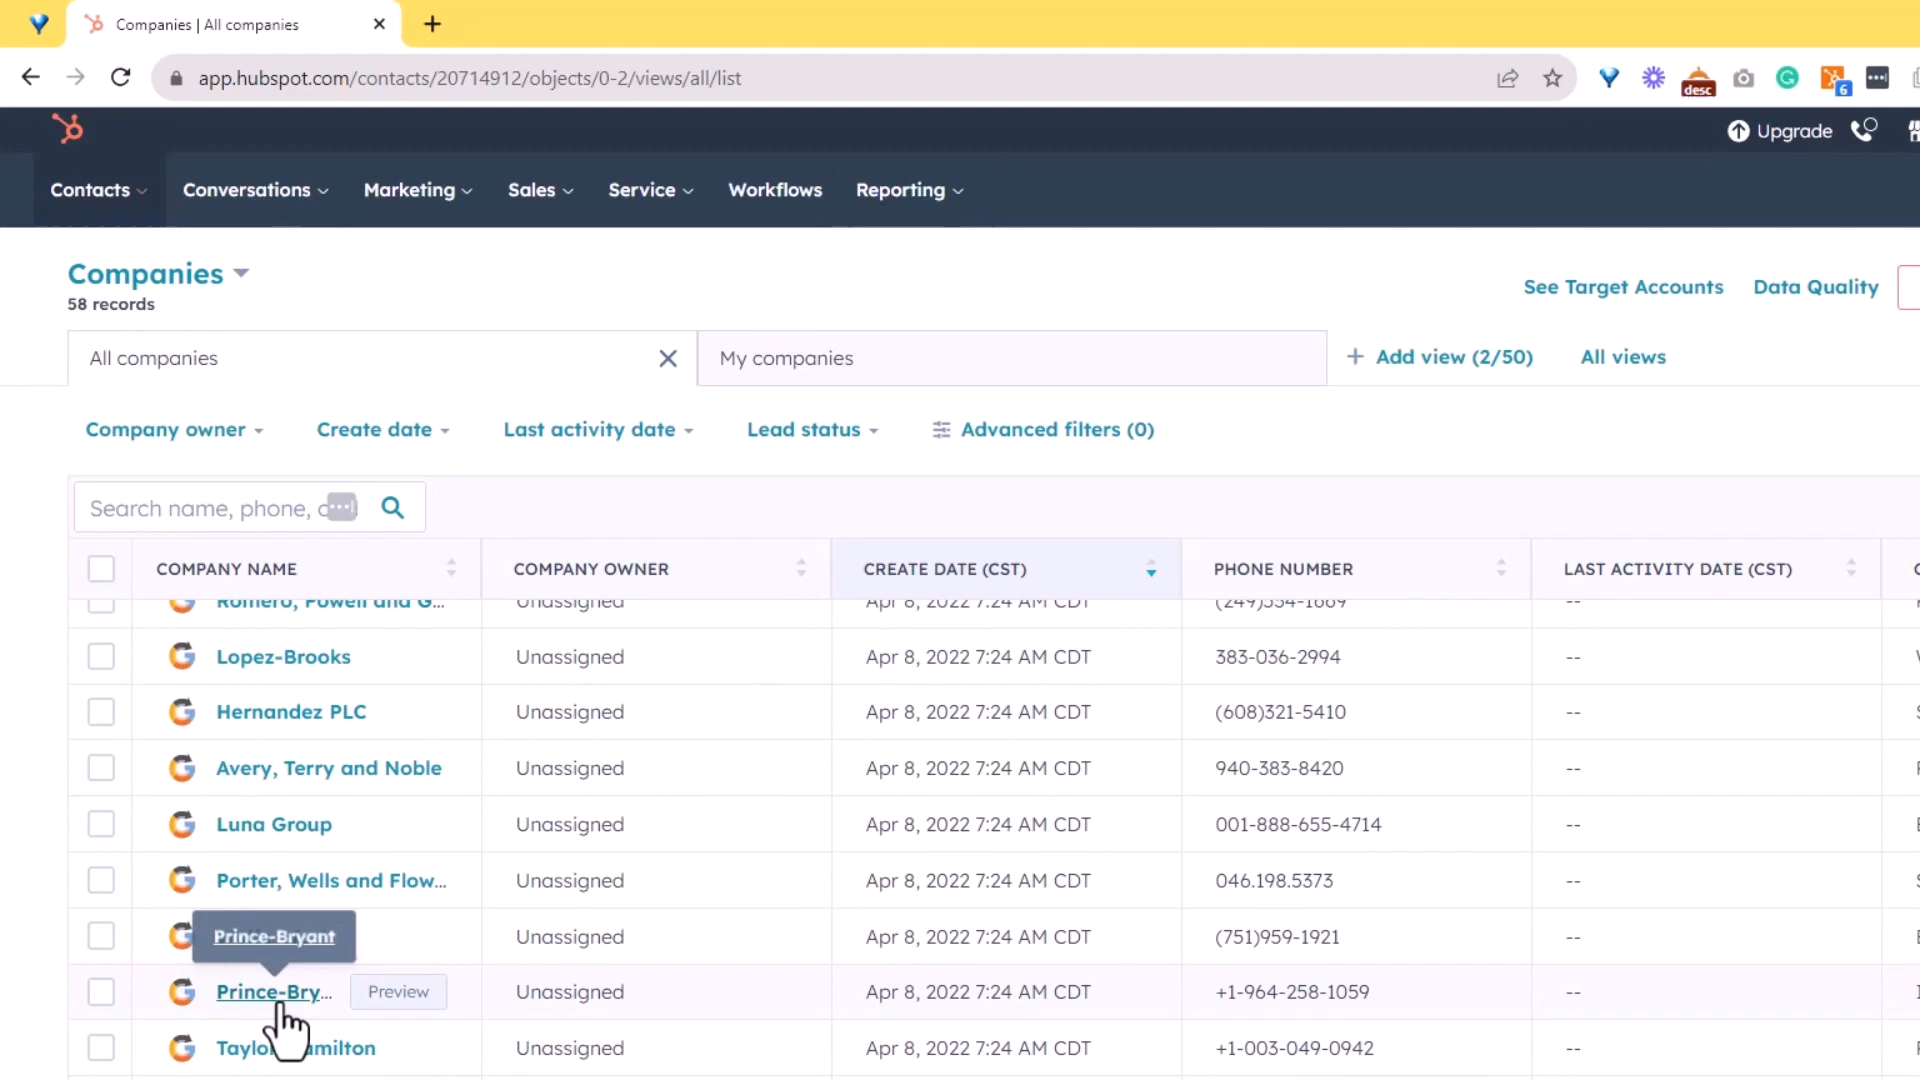 Companies | All companies
app.hubspot.com/contacts/20714912/objects/0-2/views/all/list
desc
6
Upgrade
Contacts Conversations Marketing Sales Service Workflows Reporting
Companies
58 records
See Target Accounts Data Quality
All companies My companies + Add view (2/50) All views
Company owner Create date Last activity date Lead status Advanced filters (0)
Search name, phone,
COMPANY NAME COMPANY OWNER CREATE DATE (CST) PHONE NUMBER LAST ACTIVITY DATE (CST)
Romero, Powell and G... Unassigned Apr 8, 2022 7:24 AM CDT (249)554-1669 --
Lopez-Brooks Unassigned Apr 8, 2022 7:24 AM CDT 383-036-2994 --
Hernandez PLC Unassigned Apr 8, 2022 7:24 AM CDT (608)321-5410 --
Avery, Terry and Noble Unassigned Apr 8, 2022 7:24 AM CDT 940-383-8420 --
Luna Group Unassigned Apr 8, 2022 7:24 AM CDT 001-888-655-4714 --
Porter, Wells and Flow... Unassigned Apr 8, 2022 7:24 AM CDT 046.198.5373 --
Prince-Bryant Unassigned Apr 8, 2022 7:24 AM CDT (751)959-1921 --
Prince-Bry... Preview Unassigned Apr 8, 2022 7:24 AM CDT +1-964-258-1059 --
Unassigned Apr 8, 2022 7:24 AM CDT +1-003-049-0942 --